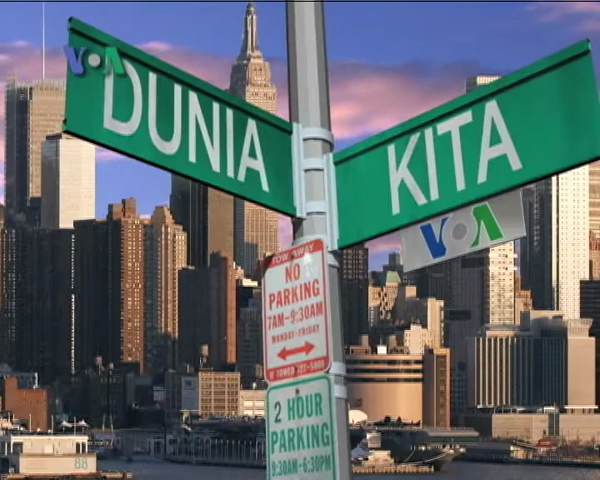 VOA
DUNIA
KITA
VOA
TOW AWAY
NO
PARKING
7AM-9:30AM
MONDAY-FRIDAY
2 HOUR
PARKING
9:30AM-6:30PM
88